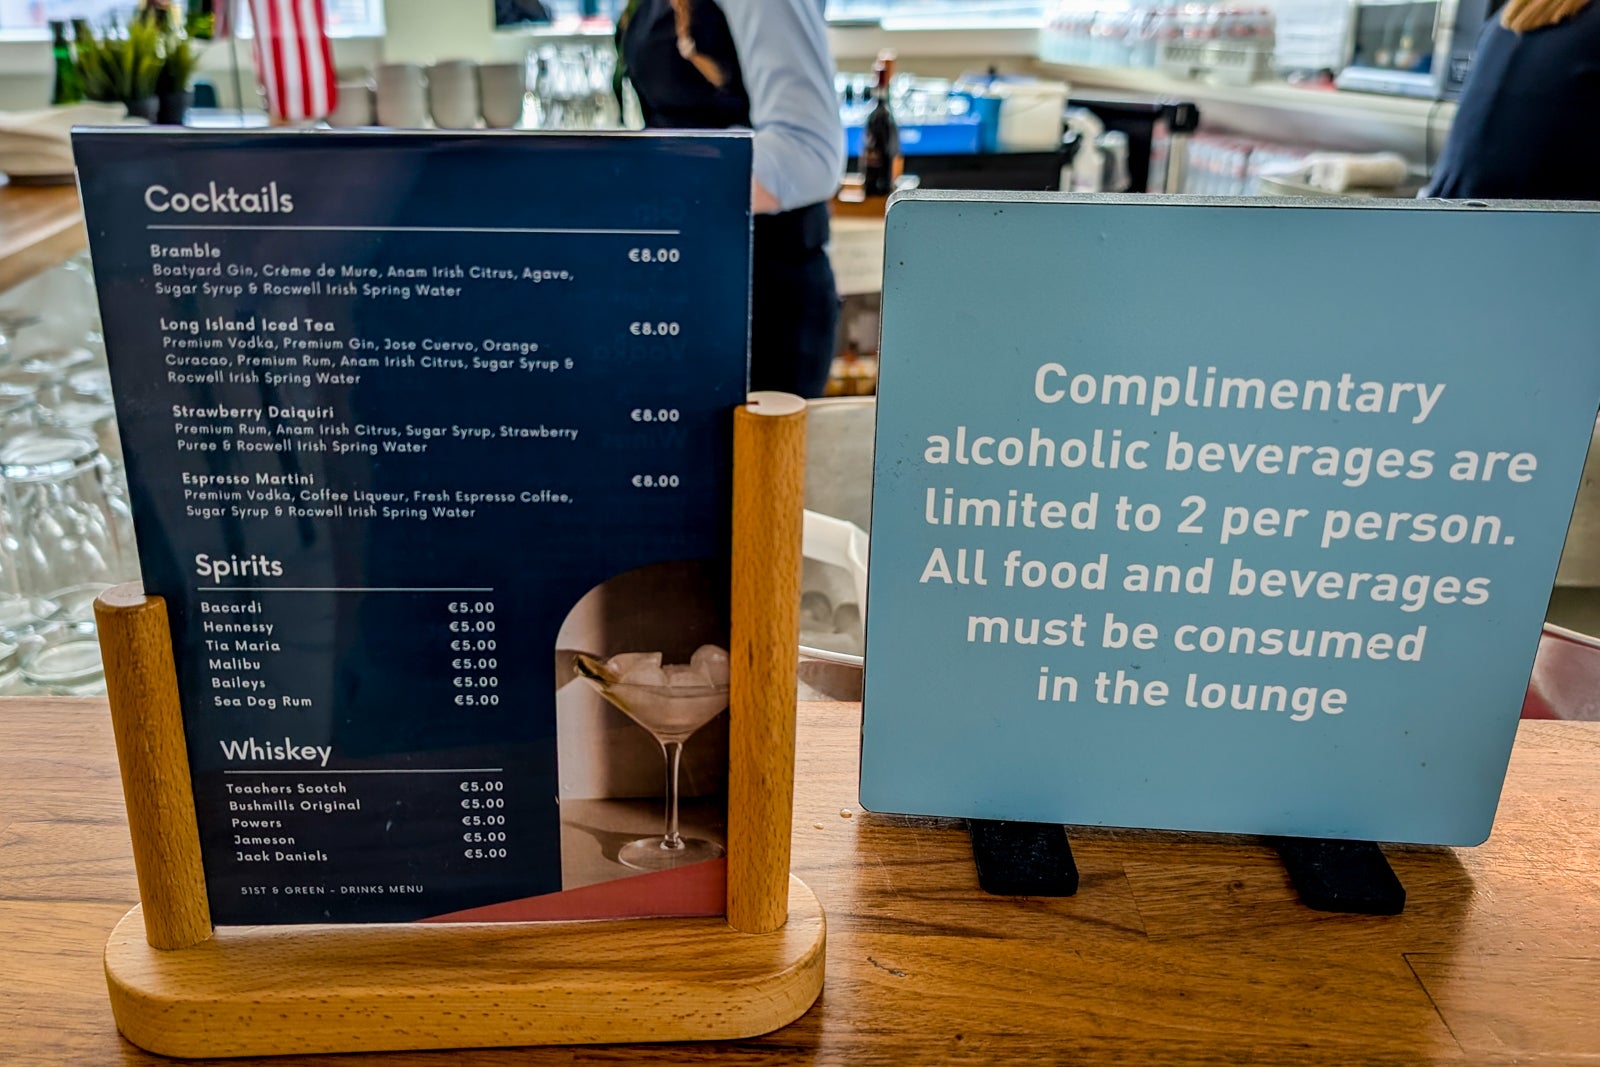 Cocktails
Bramble €8.00
Boatyard Gin, Crème de Mure, Anam Irish Citrus, Agave,
Sugar Syrup & Rocwell Irish Spring Water
Long Island Iced Tea €8.00
Premium Vodka, Premium Gin, Jose Cuervo, Orange
Curacao, Premium Rum, Anam Irish Citrus, Sugar Syrup &
Rocwell Irish Spring Water
Strawberry Daiquiri €8.00
Premium Rum, Anam Irish Citrus, Sugar Syrup, Strawberry
Puree & Rocwell Irish Spring Water
Espresso Martini €8.00
Premium Vodka, Coffee Liqueur, Fresh Espresso Coffee,
Sugar Syrup & Rocwell Irish Spring Water
Spirits
Bacardi €5.00
Hennessy €5.00
Tia Maria €5.00
Malibu €5.00
Baileys €5.00
Sea Dog Rum €5.00
Whiskey
Teachers Scotch €5.00
Bushmills Original €5.00
Powers €5.00
Jameson €5.00
Jack Daniels €5.00
51ST & GREEN - DRINKS MENU
Complimentary
alcoholic beverages are
limited to 2 per person.
All food and beverages
must be consumed
in the lounge